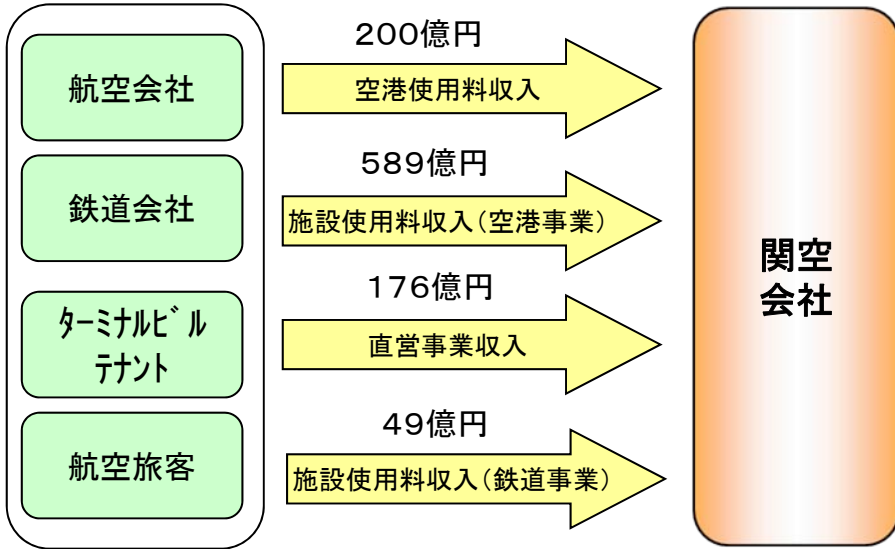 航空会社
200億円
空港使用料収入
鉄道会社
589億円
施設使用料収入（空港事業）
ﾀｰﾐﾅﾙﾋﾞﾙ
ﾃﾅﾝﾄ
176億円
直営事業収入
航空旅客
49億円
施設使用料収入（鉄道事業）
関空
会社